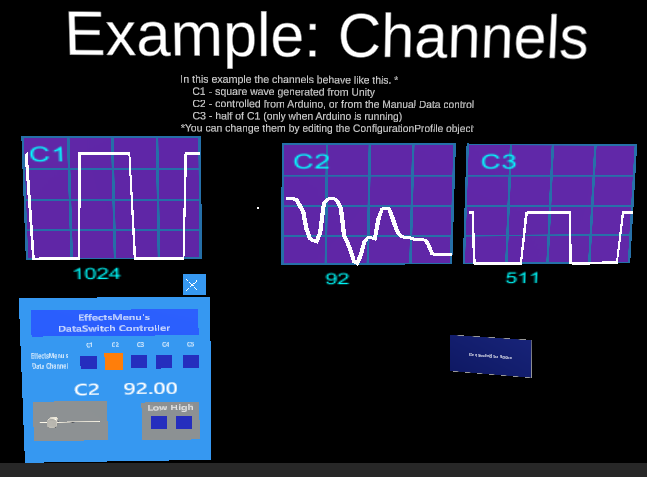 Example: Channels
In this example the channels behave like this. *
C1 - square wave generated from Unity
C2 - controlled from Arduino, or from the Manual Data control
C3 - half of C1 (only when Arduino is running)
*You can change them by editing the ConfigurationProfile object
C1
C2
C3
1024
92
511
EffectsMenu's
DataSwitch Controller
C1 C2 C3 C4 C5
EffectsMenu's
Data Channel
C2 92.00
Low High